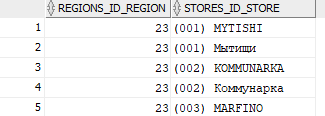 REGIONS_ID_REGION STORES_ID_STORE
1 23 (001) MYTISHI
2 23 (001) Мытищи
3 23 (002) KOMMUNARKA
4 23 (002) Коммунарка
5 23 (003) MARFINO